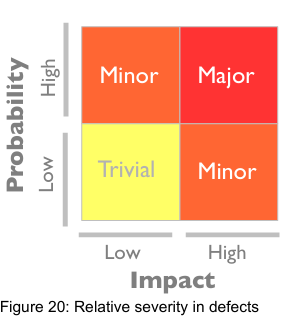 Probability
High
Low
Minor
Major
Trivial
Minor
Low
High
Impact
Figure 20: Relative severity in defects